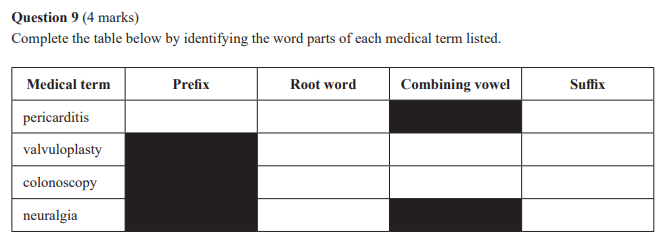 Question 9 (4 marks)
Complete the table below by identifying the word parts of each medical term listed.
Medical term Prefix Root word Combining vowel Suffix
pericarditis
valvuloplasty
colonoscopy
neuralgia